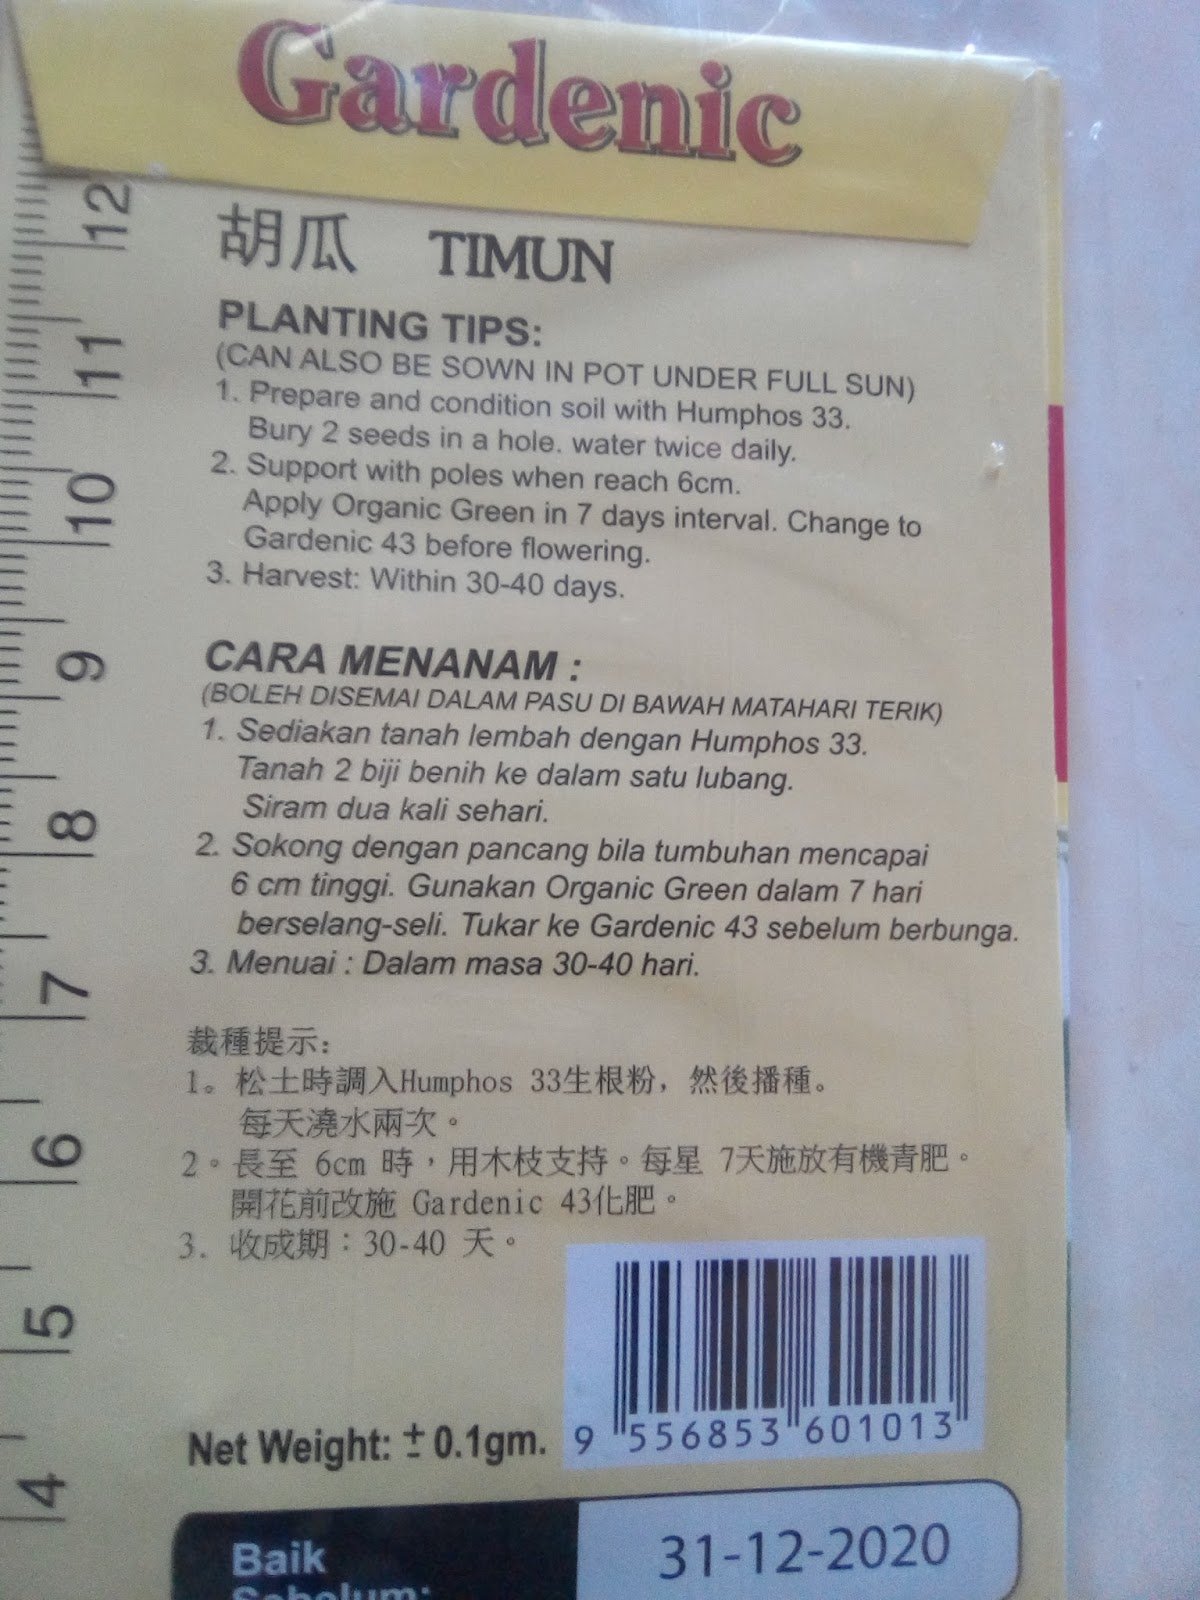 Gardenic
胡瓜 TIMUN
PLANTING TIPS:
(CAN ALSO BE SOWN IN POT UNDER FULL SUN)
1. Prepare and condition soil with Humphos 33.
Bury 2 seeds in a hole. water twice daily.
2. Support with poles when reach 6cm.
Apply Organic Green in 7 days interval. Change to
Gardenic 43 before flowering.
3. Harvest: Within 30-40 days.
CARA MENANAM :
(BOLEH DISEMAI DALAM PASU DI BAWAH MATAHARI TERIK)
1. Sediakan tanah lembah dengan Humphos 33.
Tanah 2 biji benih ke dalam satu lubang.
Siram dua kali sehari.
2. Sokong dengan pancang bila tumbuhan mencapai
6 cm tinggi. Gunakan Organic Green dalam 7 hari
berselang-seli. Tukar ke Gardenic 43 sebelum berbunga.
3. Menuai : Dalam masa 30-40 hari.
裁種提示:
1。松土時調入Humphos 33生根粉，然後播種。
每天澆水兩次。
2。長至 6cm 時，用木枝支持。每星 7天施放有機青肥。
開花前改施 Gardenic 43化肥。
3. 收成期：30-40 天。
9 556853 601013
Net Weight: ± 0.1gm.
Baik
Sebelum:
31-12-2020
12
11
10
9
8
7
6
5
4